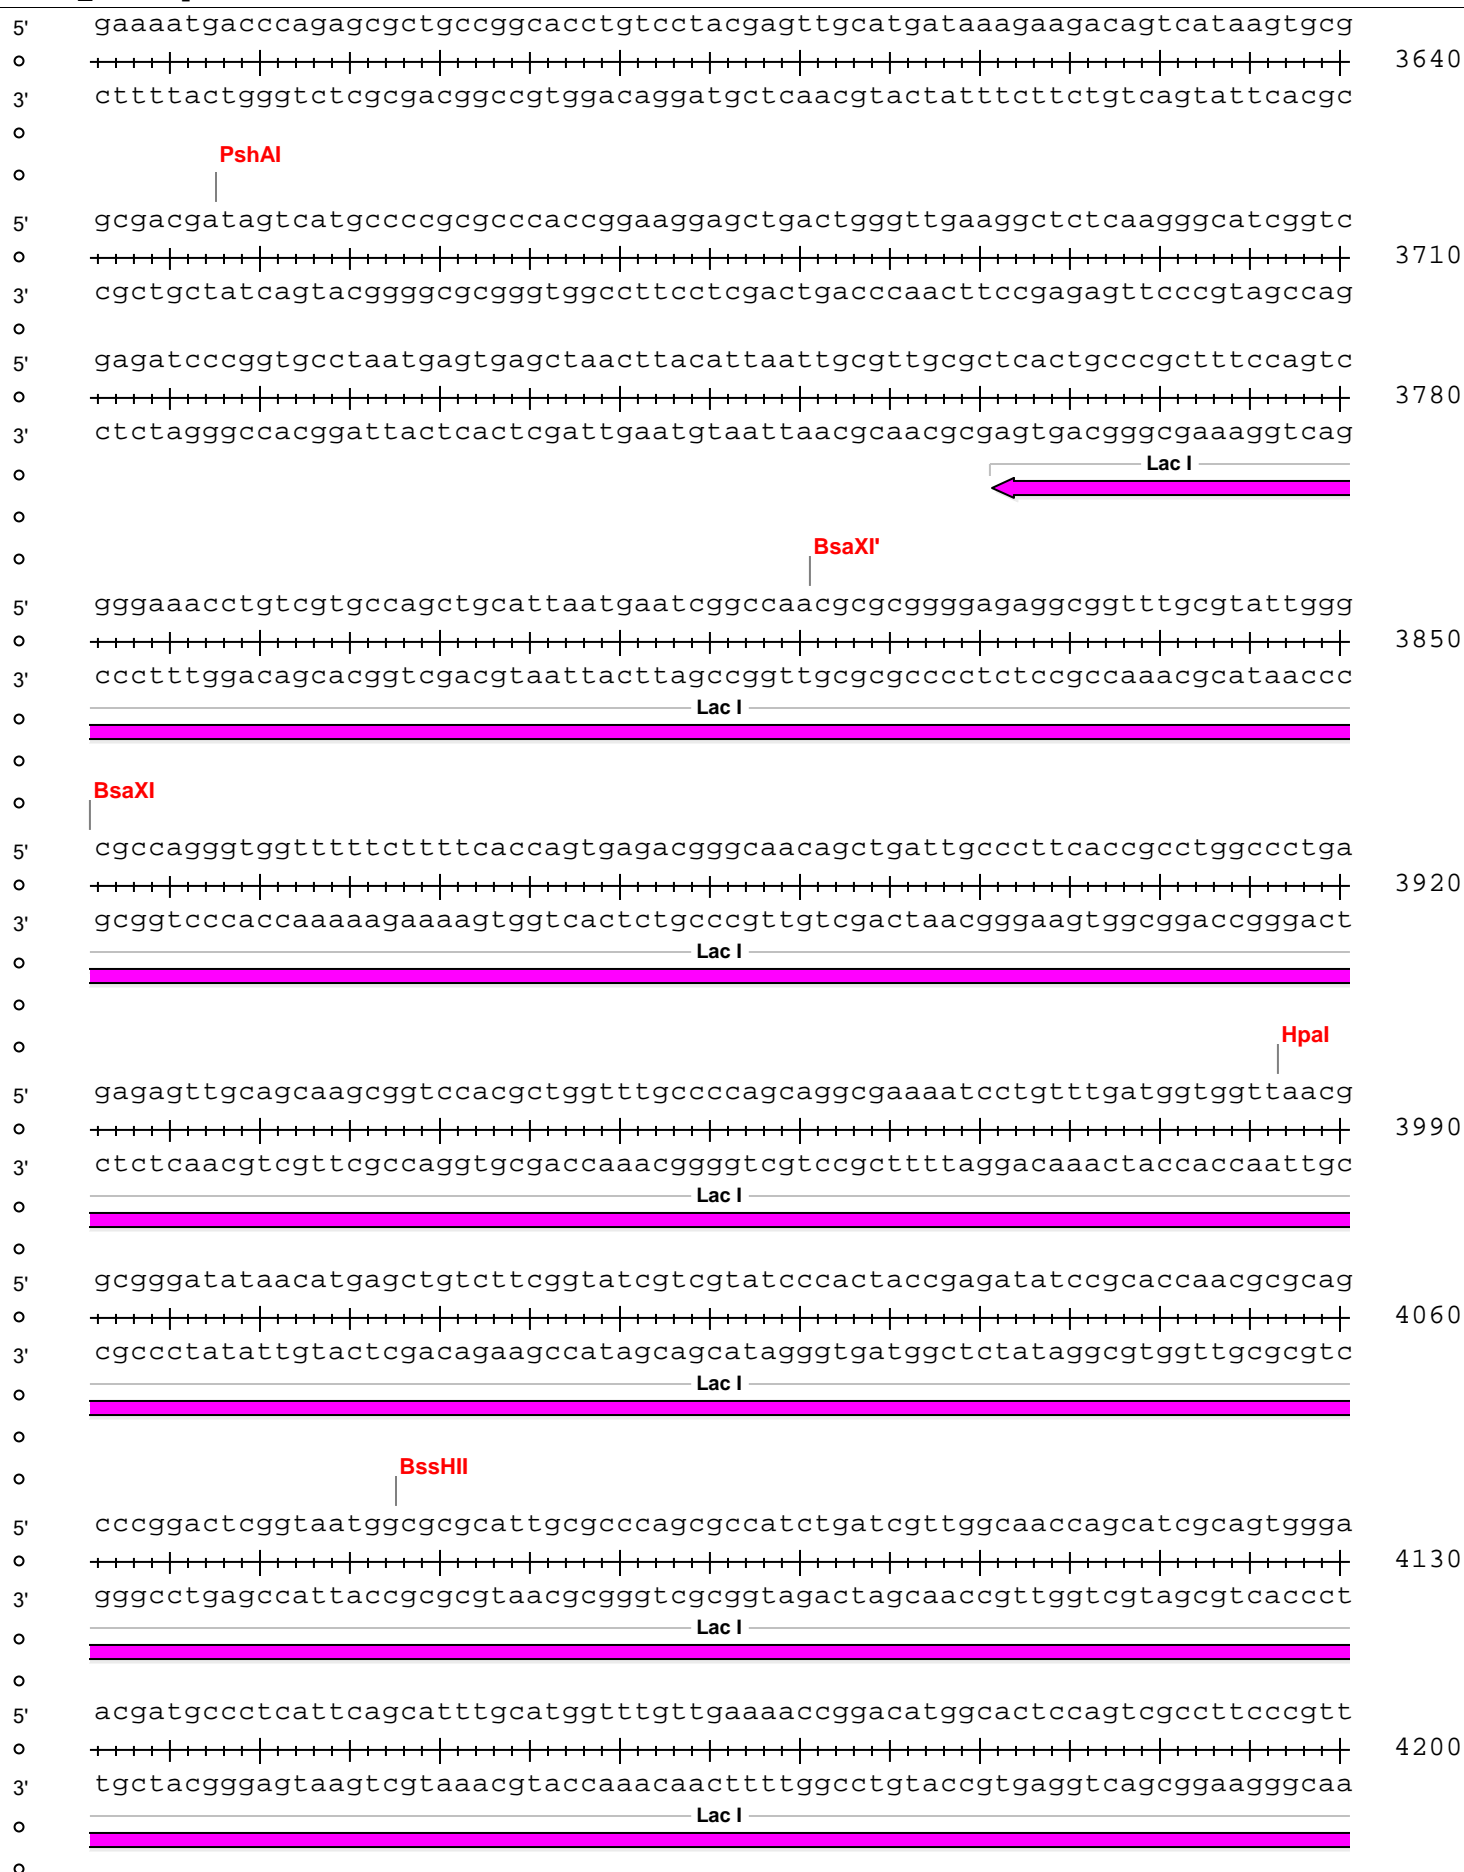 5' gaaaatgacccagagcgctgccggcacctgtcctacgagttgcatgataaagaagacagtcataagtgcg
3640
3' cttttactgggtctcgcgacggccgtggacaggatgctcaacgtactatttcttctgtcagtattcacgc
PshAI
5' gcgacgatagtcatgccccgcgcccaccggaaggagctgactgggttgaaggctctcaagggcatcggtc
3710
3' cgctgctatcagtacggggcgcgggtggccttcctcgactgacccaacttccgagagttcccgtagccag
5' gagatcccggtgcctaatgagtgagctaacttacattaattgcgttgcgctcactgcccgctttccagtc
3780
3' ctctagggccacggattactcactcgattgaatgtaattaacgcaacgcgagtgacgggcgaaaggtcag
Lac I
BsaXI'
5' gggaaacctgtcgtgccagctgcattaatgaatcggccaacgcgcggggagaggcggtttgcgtattggg
3850
3' ccctttggacagcacggtcgacgtaattacttagccggttgcgcgcccctctccgccaaacgcataaccc
Lac I
BsaXI
5' cgccagggtggtttttcttttcaccagtgagacgggcaacagctgattgcccttcaccgcctggccctga
3920
3' gcggtcccaccaaaaagaaaagtggtcactctgcccgttgtcgactaacgggaagtggcggaccgggact
Lac I
HpaI
5' gagagttgcagcaagcggtccacgctggtttgccccagcaggcgaaaatcctgtttgatggtggttaacg
3990
3' ctctcaacgtcgttcgccaggtgcgaccaaacggggtcgtccgcttttaggacaaactaccaccaattgc
Lac I
5' gcgggatataacatgagctgtcttcggtatcgtcgtatcccactaccgagatatccgcaccaacgcgcag
4060
3' cgccctatattgtactcgacagaagccatagcagcatagggtgatggctctataggcgtggttgcgcgtc
Lac I
BssHII
5' cccggactcggtaatggcgcgcattgcgcccagcgccatctgatcgttggcaaccagcatcgcagtggga
4130
3' gggcctgagccattaccgcgcgtaacgcgggtcgcggtagactagcaaccgttggtcgtagcgtcaccct
Lac I
5' acgatgccctcattcagcatttgcatggtttgttgaaaaccggacatggcactccagtcgccttcccgtt
4200
3' tgctacgggagtaagtcgtaaacgtaccaaacaacttttggcctgtaccgtgaggtcagcggaagggcaa
Lac I